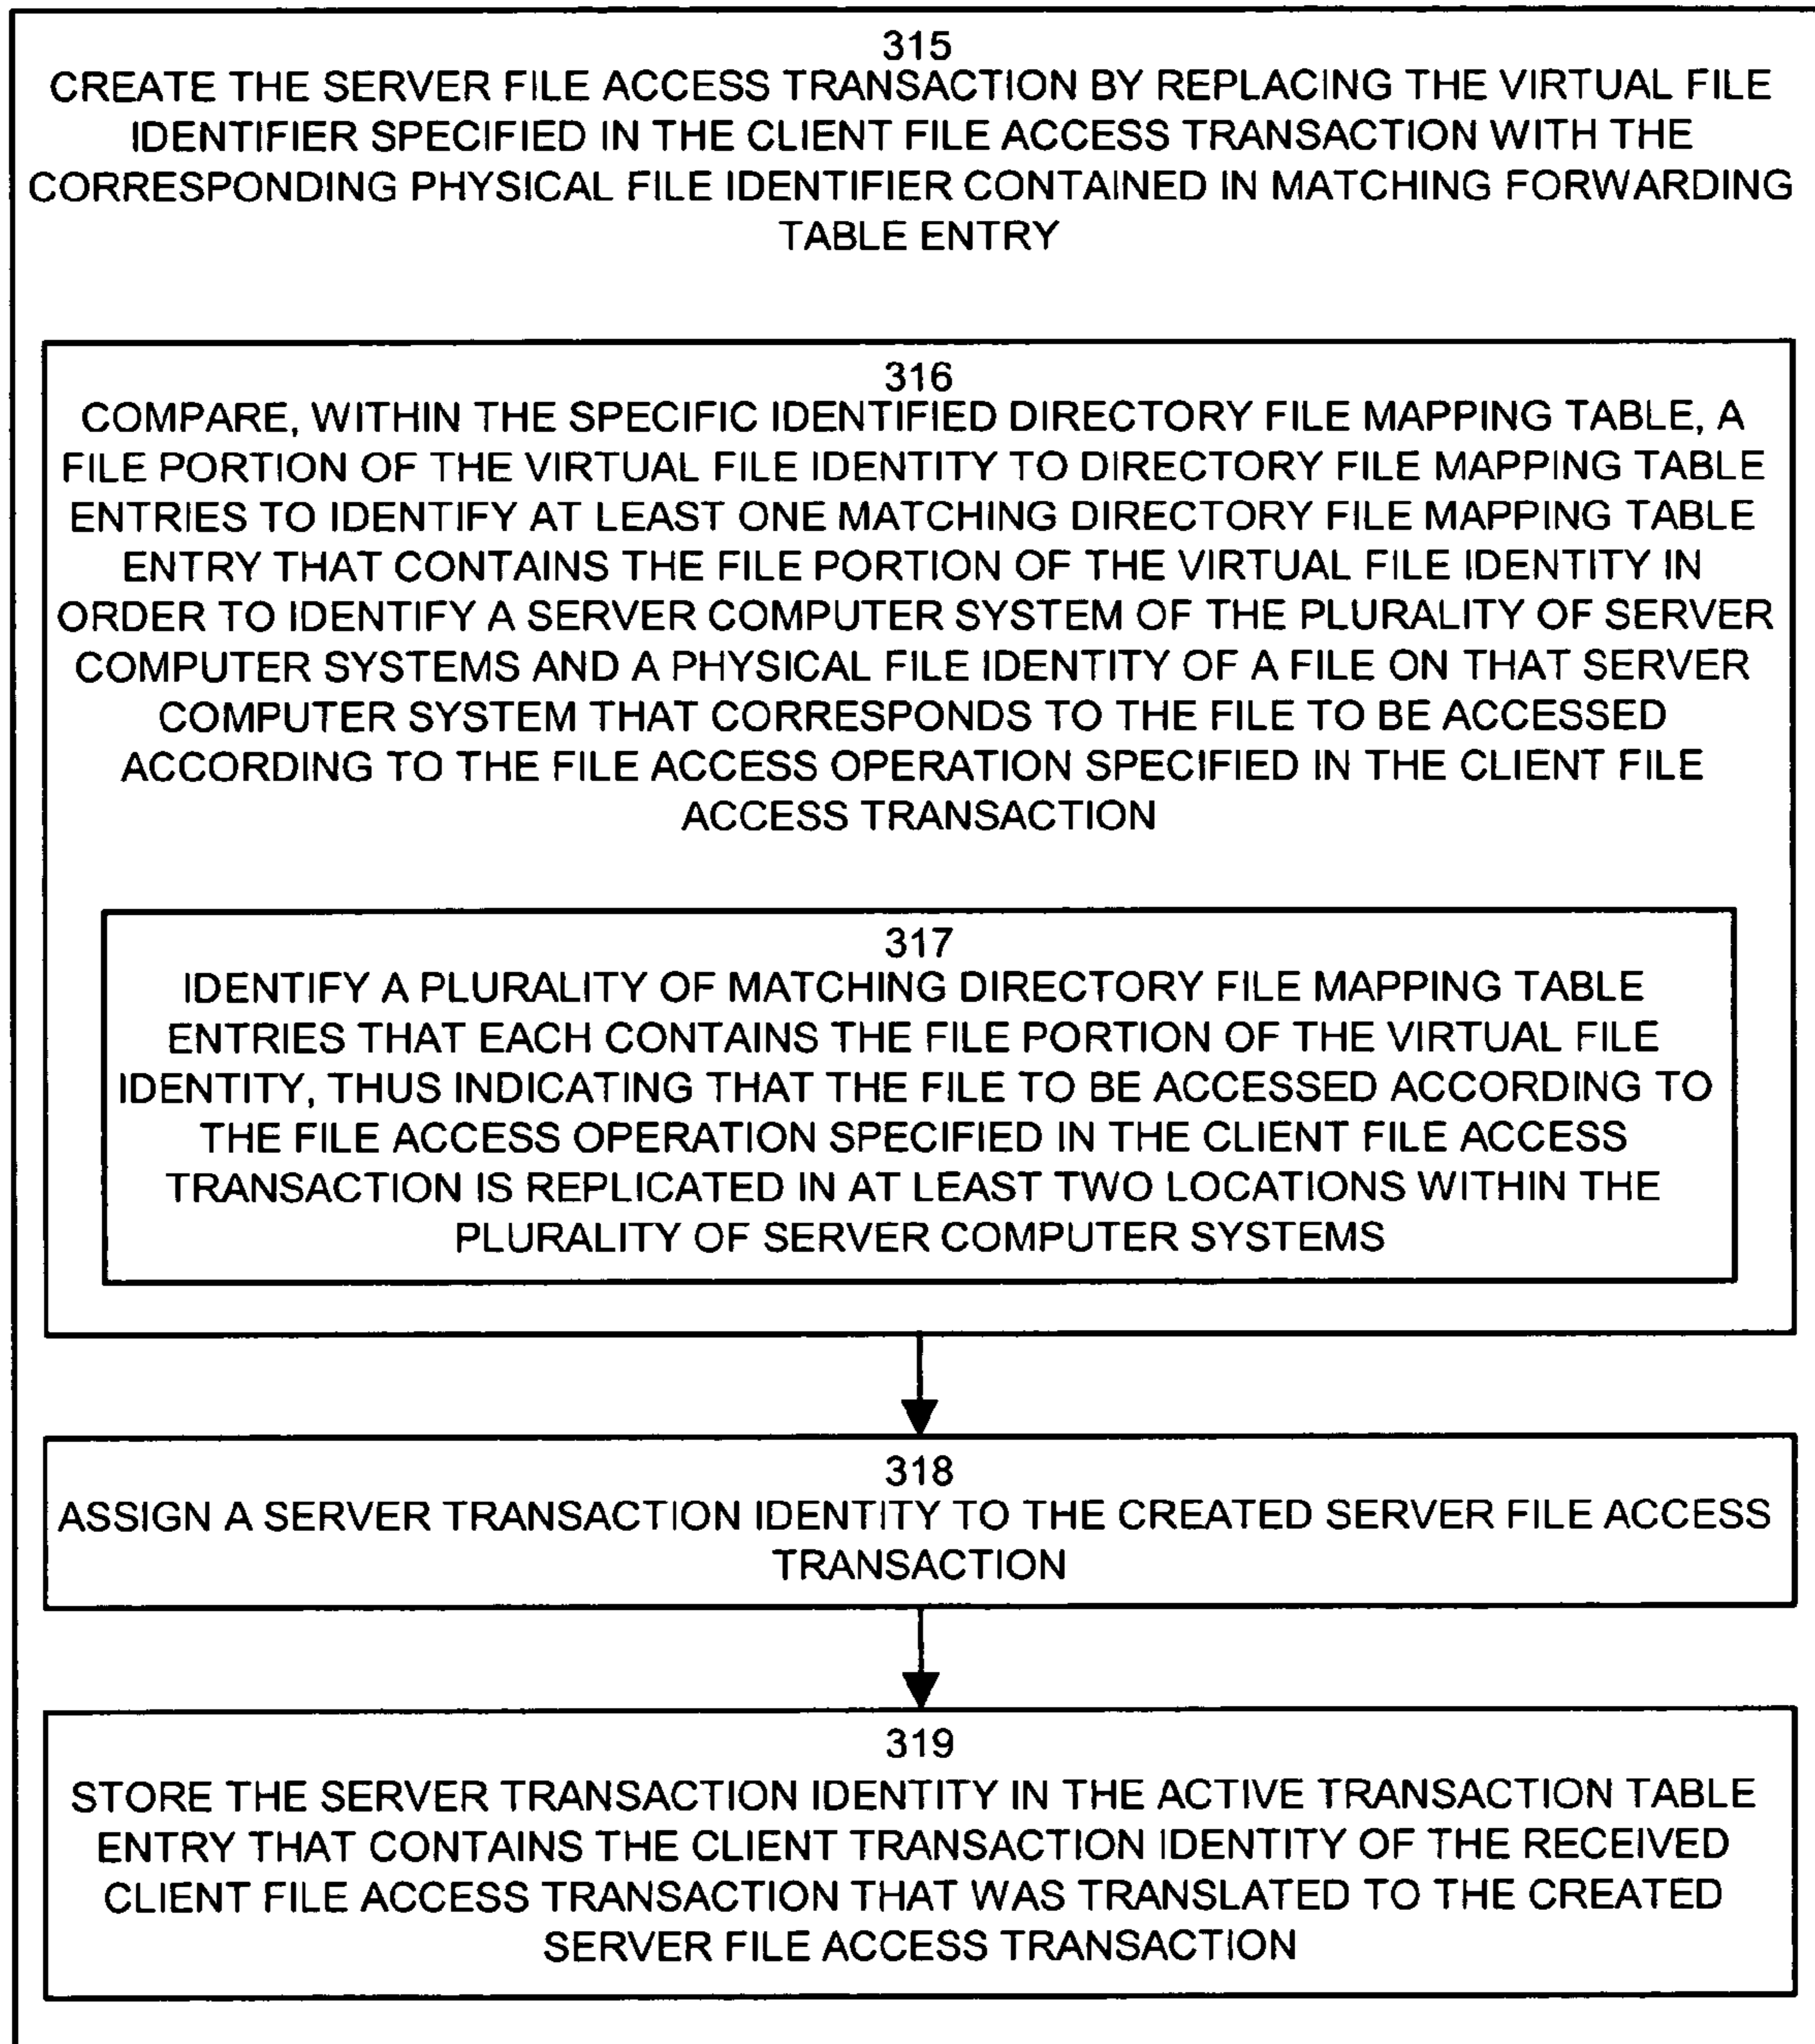 315
CREATE THE SERVER FILE ACCESS TRANSACTION BY REPLACING THE VIRTUAL FILE
IDENTIFIER SPECIFIED IN THE CLIENT FILE ACCESS TRANSACTION WITH THE
CORRESPONDING PHYSICAL FILE IDENTIFIER CONTAINED IN MATCHING FORWARDING
TABLE ENTRY
316
COMPARE, WITHIN THE SPECIFIC IDENTIFIED DIRECTORY FILE MAPPING TABLE, A
FILE PORTION OF THE VIRTUAL FILE IDENTITY TO DIRECTORY FILE MAPPING TABLE
ENTRIES TO IDENTIFY AT LEAST ONE MATCHING DIRECTORY FILE MAPPING TABLE
ENTRY THAT CONTAINS THE FILE PORTION OF THE VIRTUAL FILE IDENTITY IN
ORDER TO IDENTIFY A SERVER COMPUTER SYSTEM OF THE PLURALITY OF SERVER
COMPUTER SYSTEMS AND A PHYSICAL FILE IDENTITY OF A FILE ON THAT SERVER
COMPUTER SYSTEM THAT CORRESPONDS TO THE FILE TO BE ACCESSED
ACCORDING TO THE FILE ACCESS OPERATION SPECIFIED IN THE CLIENT FILE
ACCESS TRANSACTION
317
IDENTIFY A PLURALITY OF MATCHING DIRECTORY FILE MAPPING TABLE
ENTRIES THAT EACH CONTAINS THE FILE PORTION OF THE VIRTUAL FILE
IDENTITY, THUS INDICATING THAT THE FILE TO BE ACCESSED ACCORDING TO
THE FILE ACCESS OPERATION SPECIFIED IN THE CLIENT FILE ACCESS
TRANSACTION IS REPLICATED IN AT LEAST TWO LOCATIONS WITHIN THE
PLURALITY OF SERVER COMPUTER SYSTEMS
318
ASSIGN A SERVER TRANSACTION IDENTITY TO THE CREATED SERVER FILE ACCESS
TRANSACTION
319
STORE THE SERVER TRANSACTION IDENTITY IN THE ACTIVE TRANSACTION TABLE
ENTRY THAT CONTAINS THE CLIENT TRANSACTION IDENTITY OF THE RECEIVED
CLIENT FILE ACCESS TRANSACTION THAT WAS TRANSLATED TO THE CREATED
SERVER FILE ACCESS TRANSACTION